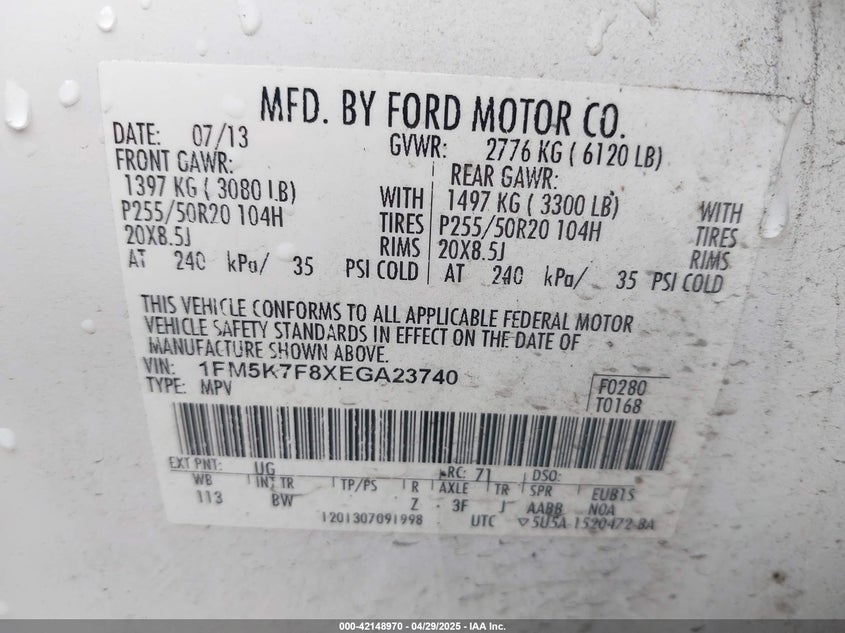 MFD. BY FORD MOTOR CO.
DATE: 07/13 GVWR: 2776 KG ( 6120 LB)
FRONT GAWR: REAR GAWR:
1397 KG ( 3080 LB) WITH 1497 KG ( 3300 LB) WITH
P255/50R20 104H TIRES P255/50R20 104H TIRES
20X8.5J RIMS 20X8.5J RIMS
AT 240 kPa/ 35 PSI COLD AT 240 kPa/ 35 PSI COLD
THIS VEHICLE CONFORMS TO ALL APPLICABLE FEDERAL MOTOR
VEHICLE SAFETY STANDARDS IN EFFECT ON THE DATE OF
MANUFACTURE SHOWN ABOVE.
VIN: 1FM5K7F8XEGA23740
TYPE: MPV
F0280
T0168
EXT PNT: UG RC: 71 DSO:
WB INT TR TP/PS R AXLE TR SPR EUB1S
113 BW Z 3F J AABB NOA
1201307091998 UTC ▽5U5A-1520472-BA
000-42148970 | 04/29/2025 - IAA Inc.